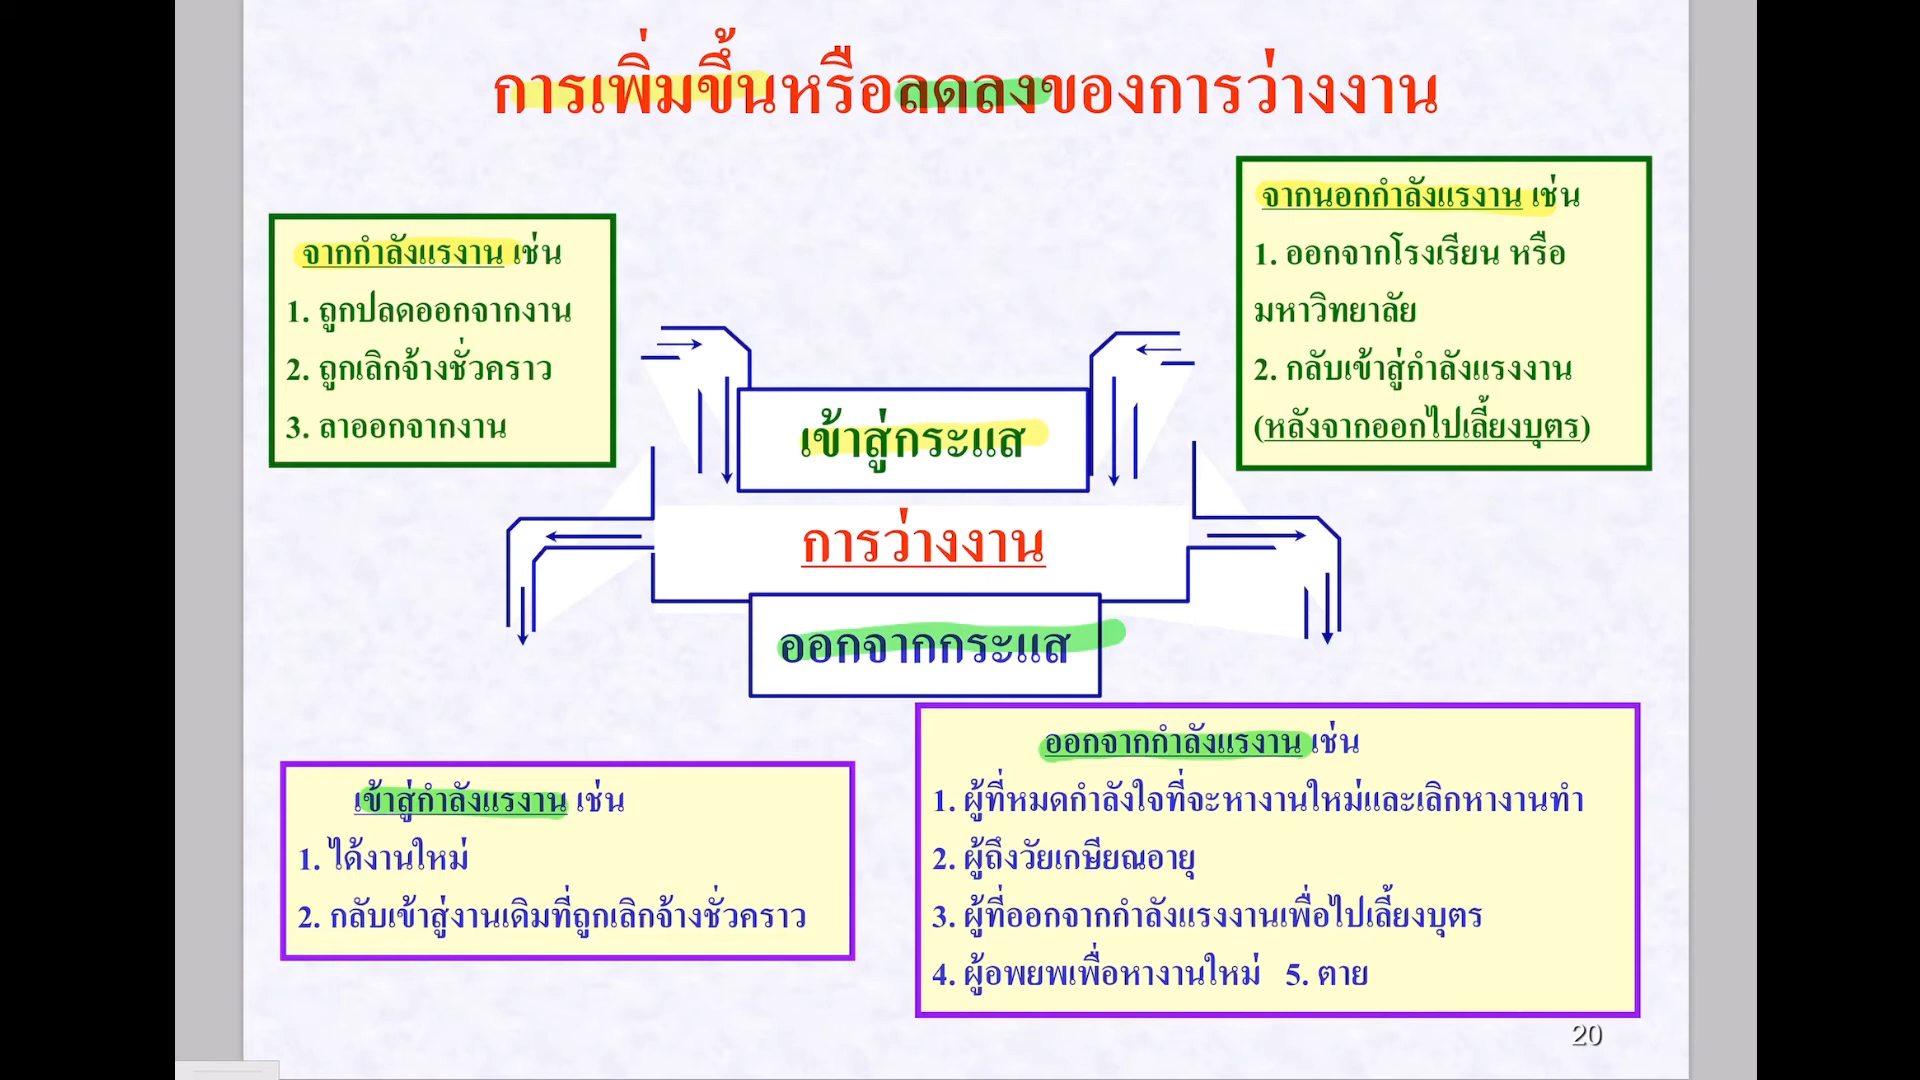 การเพิ่มขึ้นหรือลดลงของการว่างงาน
จากกำลังแรงาน เช่น
1. ถูกปลดออกจากงาน
2. ถูกเลิกจ้างชั่วคราว
3. ลาออกจากงาน
จากนอกกำลังแรงาน เช่น
1. ออกจากโรงเรียน หรือ
มหาวิทยาลัย
2. กลับเข้าสู่กำลังแรงงาน
(หลังจากออกไปเลี้ยงบุตร)
เข้าสู่กระแส
การว่างงาน
ออกจากกระแส
เข้าสู่กำลังแรงาน เช่น
1. ได้งานใหม่
2. กลับเข้าสู่งานเดิมที่ถูกเลิกจ้างชั่วคราว
ออกจากกำลังแรงาน เช่น
1. ผู้ที่หมดกำลังใจที่จะหางานใหม่และเลิกหางานทำ
2. ผู้ถึงวัยเกษียณอายุ
3. ผู้ที่ออกจากกำลังแรงงานเพื่อไปเลี้ยงบุตร
4. ผู้อพยพเพื่อหางานใหม่ 5. ตาย
20